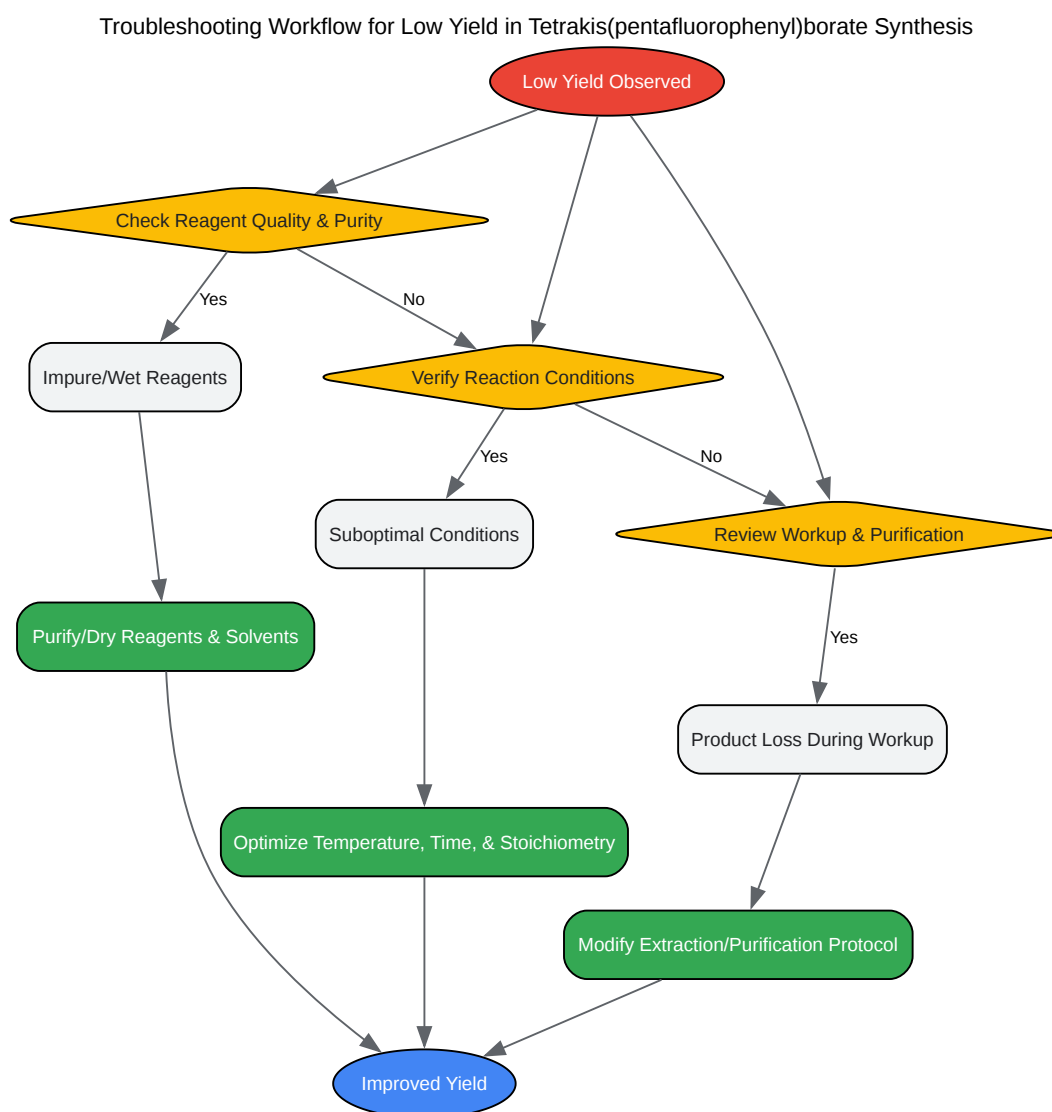 Troubleshooting Workflow for Low Yield in Tetrakis(pentafluorophenyl)borate Synthesis
Low Yield Observed
Check Reagent Quality & Purity
Yes
No
Impure/Wet Reagents
Verify Reaction Conditions
Yes
No
Suboptimal Conditions
Review Workup & Purification
Purify/Dry Reagents & Solvents
Yes
Product Loss During Workup
Optimize Temperature, Time, & Stoichiometry
Modify Extraction/Purification Protocol
Improved Yield